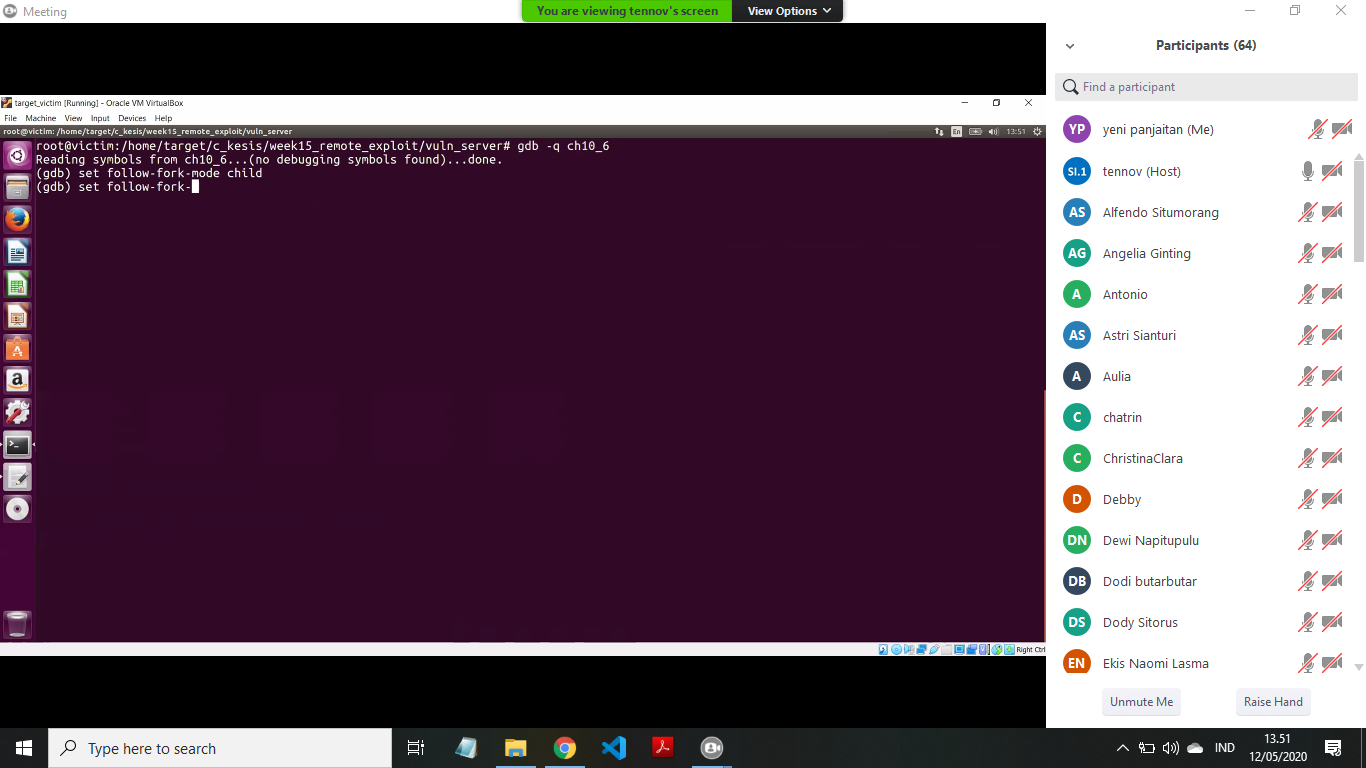 Meeting
You are viewing tennov's screen
View Options
target_victim [Running] - Oracle VM VirtualBox
File Machine View Input Devices Help
root@victim: /home/target/c_kesis/week15_remote_exploit/vuln_server
En
13:51
root@victim:/home/target/c_kesis/week15_remote_exploit/vuln_server# gdb -q ch10_6
Reading symbols from ch10_6...(no debugging symbols found)...done.
(gdb) set follow-fork-mode child
(gdb) set follow-fork-
Right Ctrl
Participants (64)
Find a participant
YP yeni panjaitan (Me)
SI.1 tennov (Host)
AS Alfendo Situmorang
AG Angelia Ginting
A Antonio
AS Astri Sianturi
A Aulia
C chatrin
C ChristinaClara
D Debby
DN Dewi Napitupulu
DB Dodi butarbutar
DS Dody Sitorus
EN Ekis Naomi Lasma
Unmute Me
Raise Hand
Type here to search
IND
13.51
12/05/2020